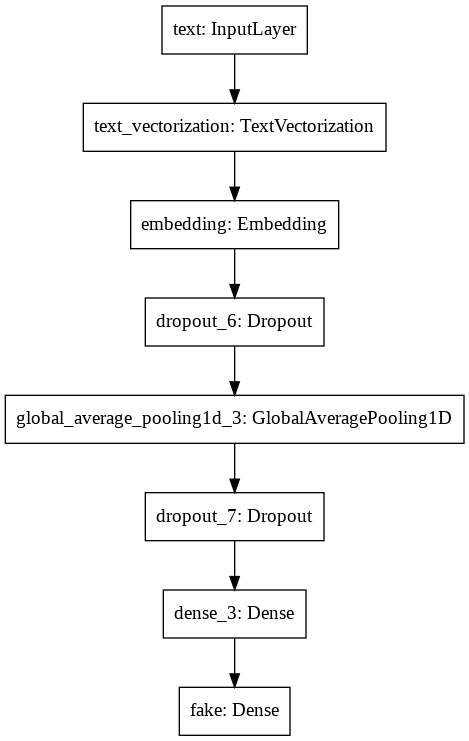 text: InputLayer
text_vectorization: TextVectorization
embedding: Embedding
dropout_6: Dropout
global_average_pooling1d_3: GlobalAveragePooling1D
dropout_7: Dropout
dense_3: Dense
fake: Dense